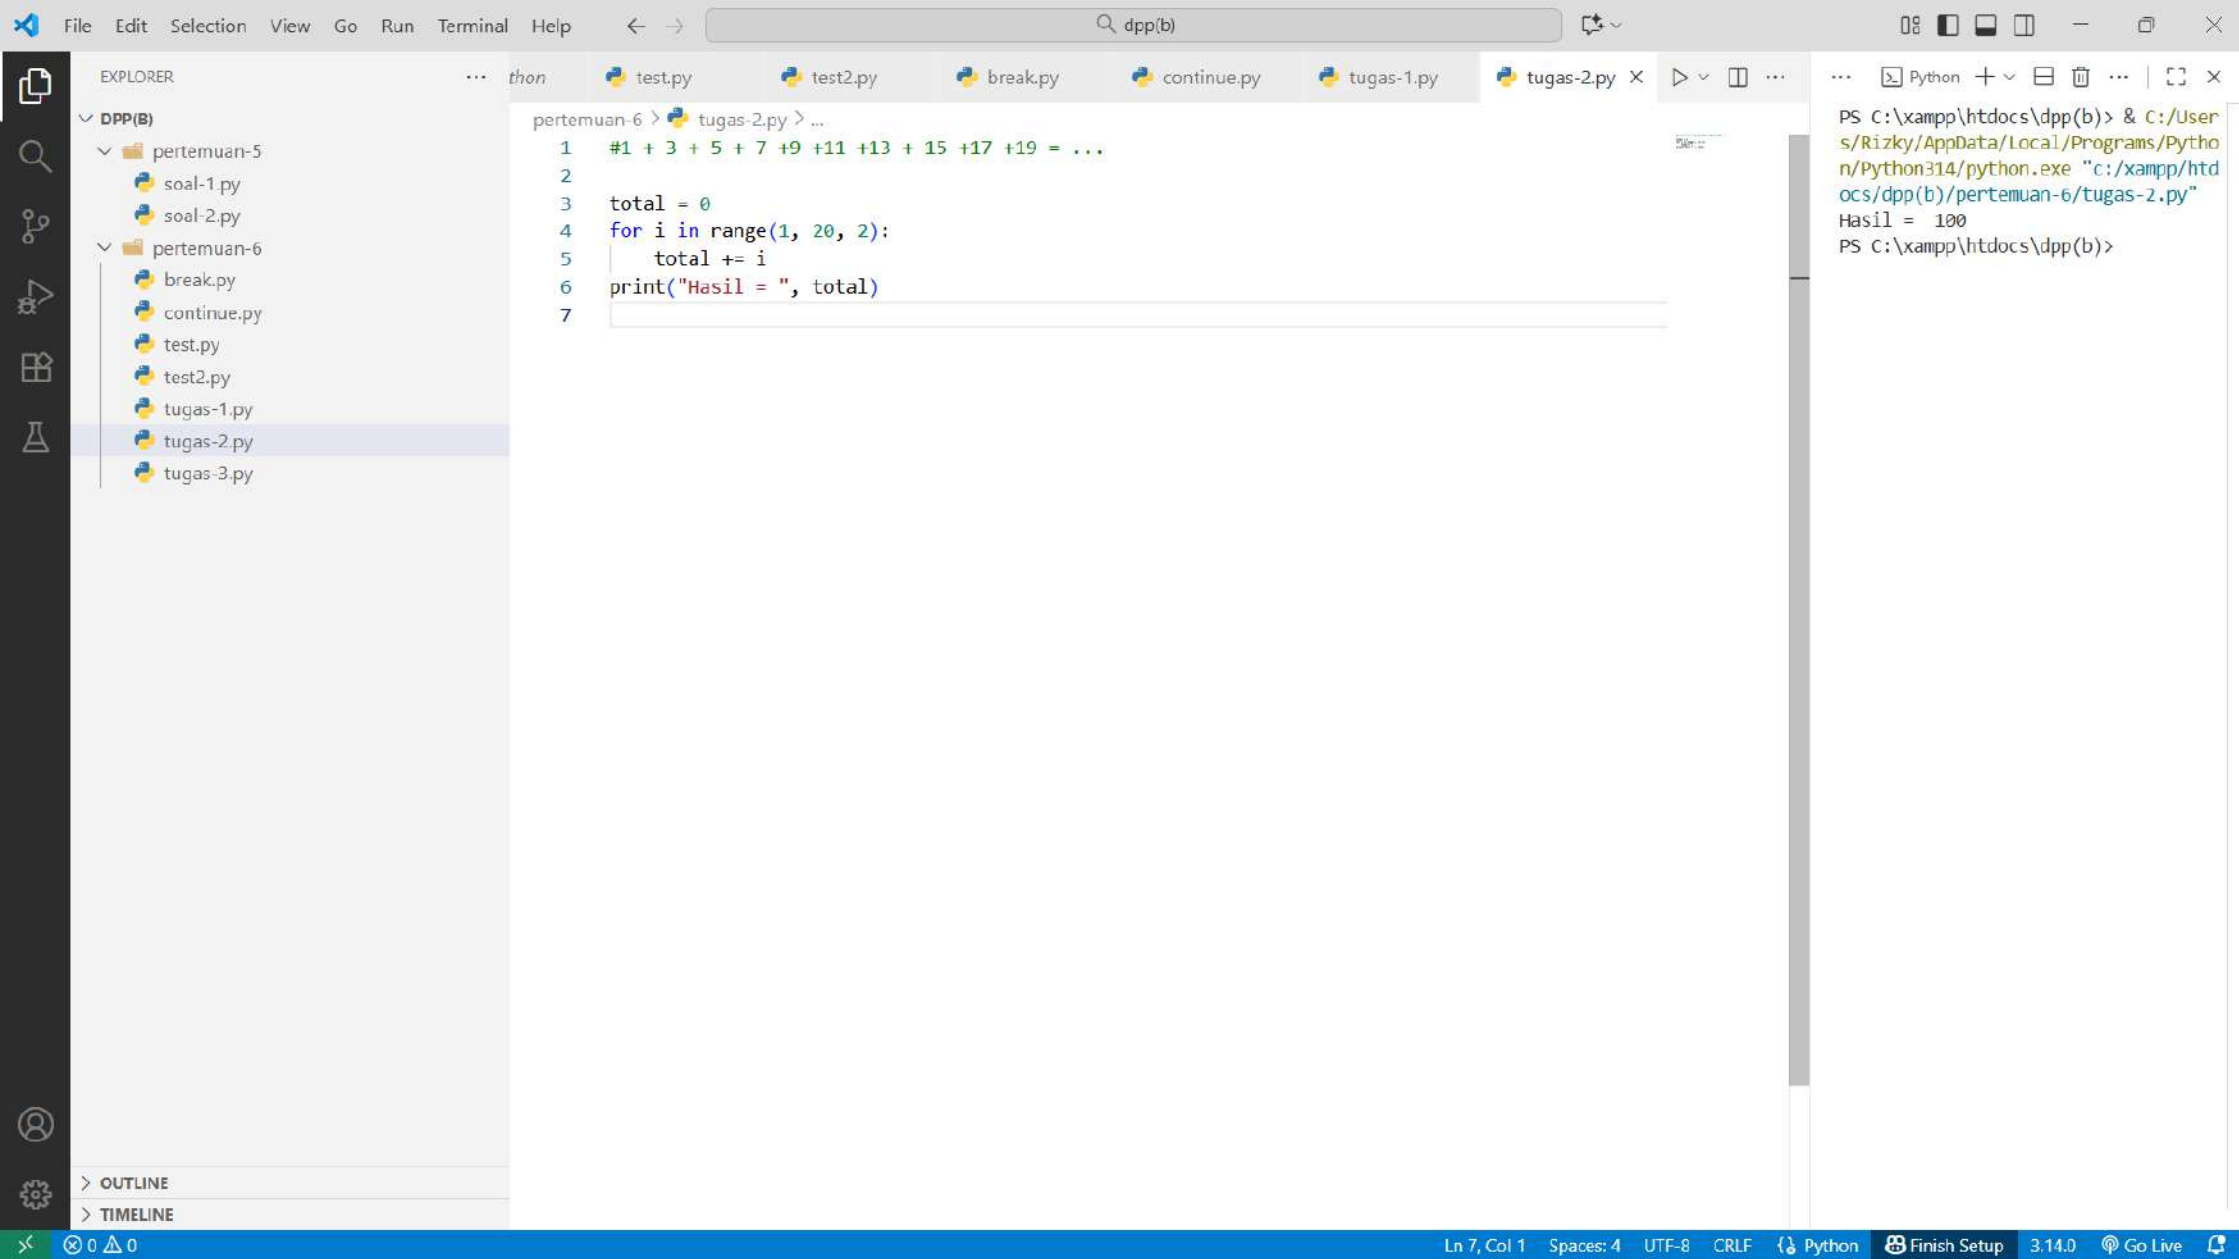 File Edit Selection View Go Run Terminal Help
dpp(b)
EXPLORER
thon test.py test2.py break.py continue.py tugas-1.py tugas-2.py
Python
DPP(B)
pertemuan-5
soal-1.py
soal-2.py
pertemuan-6
break.py
continue.py
test.py
test2.py
tugas-1.py
tugas-2.py
tugas-3.py
OUTLINE
TIMELINE
pertemuan-6 > tugas-2.py > ...
1 #1 + 3 + 5 + 7 +9 +11 +13 + 15 +17 +19 = ...
2
3 total = 0
4 for i in range(1, 20, 2):
5 total += i
6 print("Hasil = ", total)
7
PS C:\xampp\htdocs\dpp(b)> & C:/User
s/Rizky/AppData/Local/Programs/Pytho
n/Python314/python.exe "c:/xampp/htd
ocs/dpp(b)/pertemuan-6/tugas-2.py"
Hasil =  100
PS C:\xampp\htdocs\dpp(b)>
0 0 Ln 7, Col 1 Spaces: 4 UTF-8 CRLF Python Finish Setup 3.14.0 Go Live